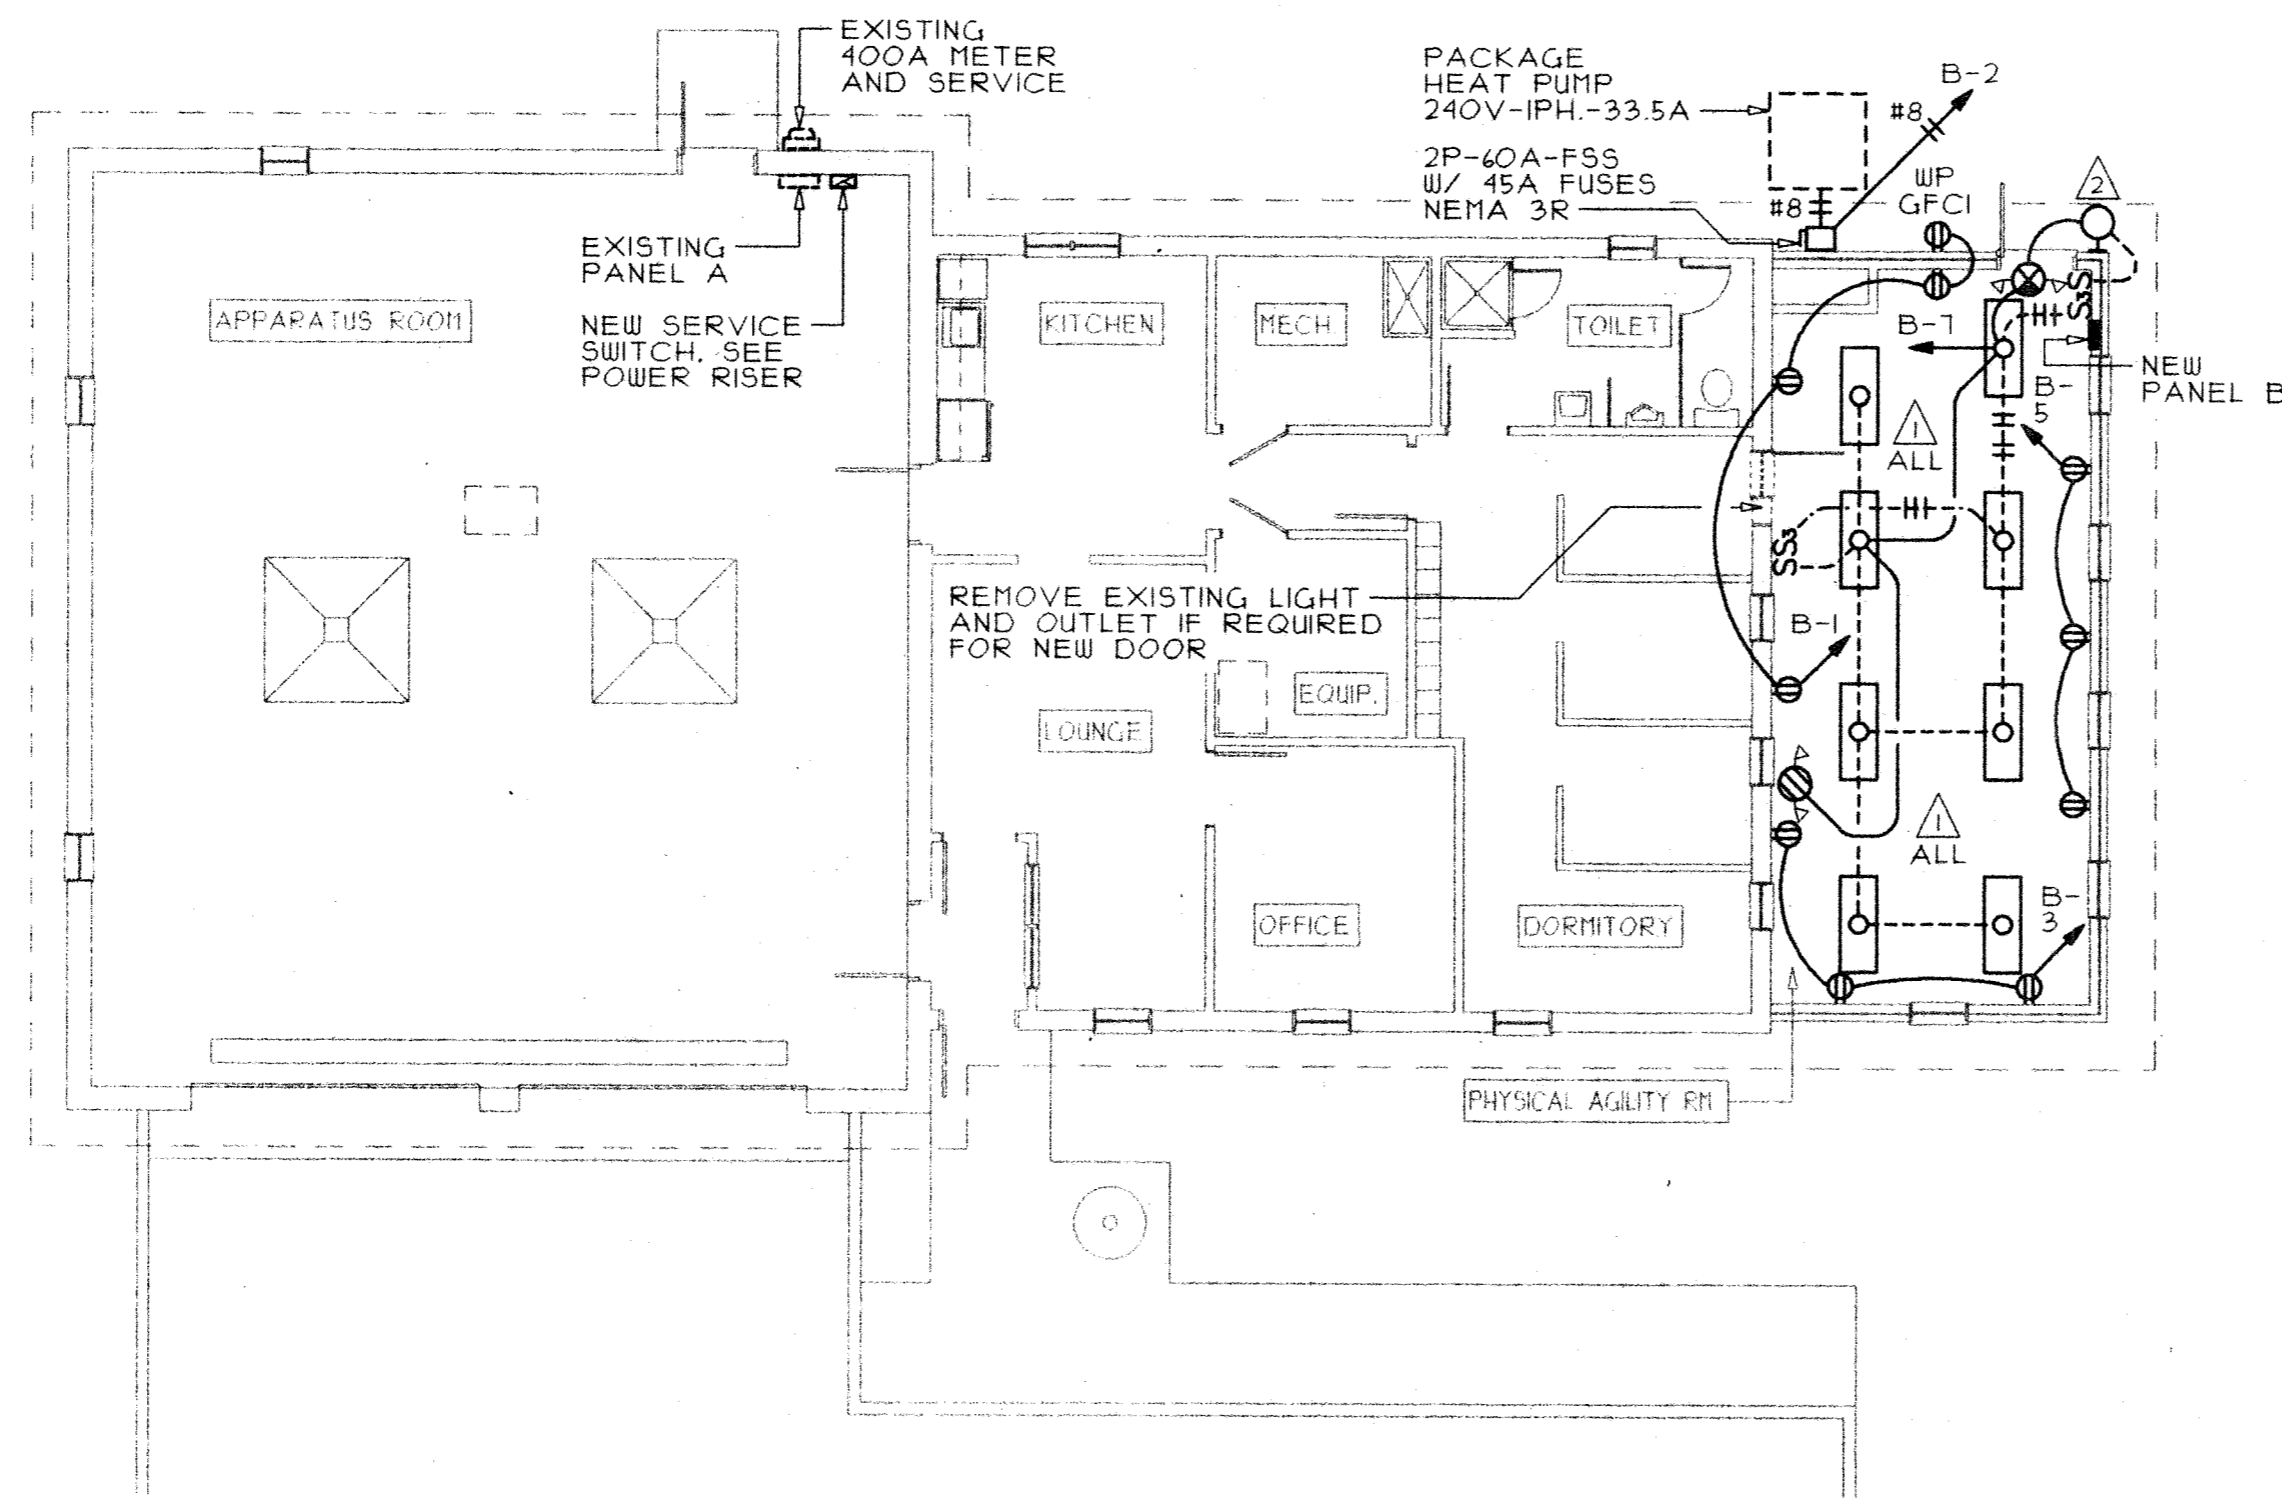 EXISTING
400A METER
AND SERVICE
PACKAGE
HEAT PUMP
240V-1PH.-33.5A
B-2
#8
2P-60A-FSS
W/ 45A FUSES
NEMA 3R
#8
WP
GFCI
2
EXISTING
PANEL A
NEW SERVICE
SWITCH. SEE
POWER RISER
APPARATUS ROOM
KITCHEN
MECH.
TOILET
B-7
S3S
NEW
PANEL B
B-
5
1
ALL
SS3
REMOVE EXISTING LIGHT
AND OUTLET IF REQUIRED
FOR NEW DOOR
B-1
EQUIP.
LOUNGE
1
ALL
OFFICE
DORMITORY
B-
3
PHYSICAL AGILITY RM